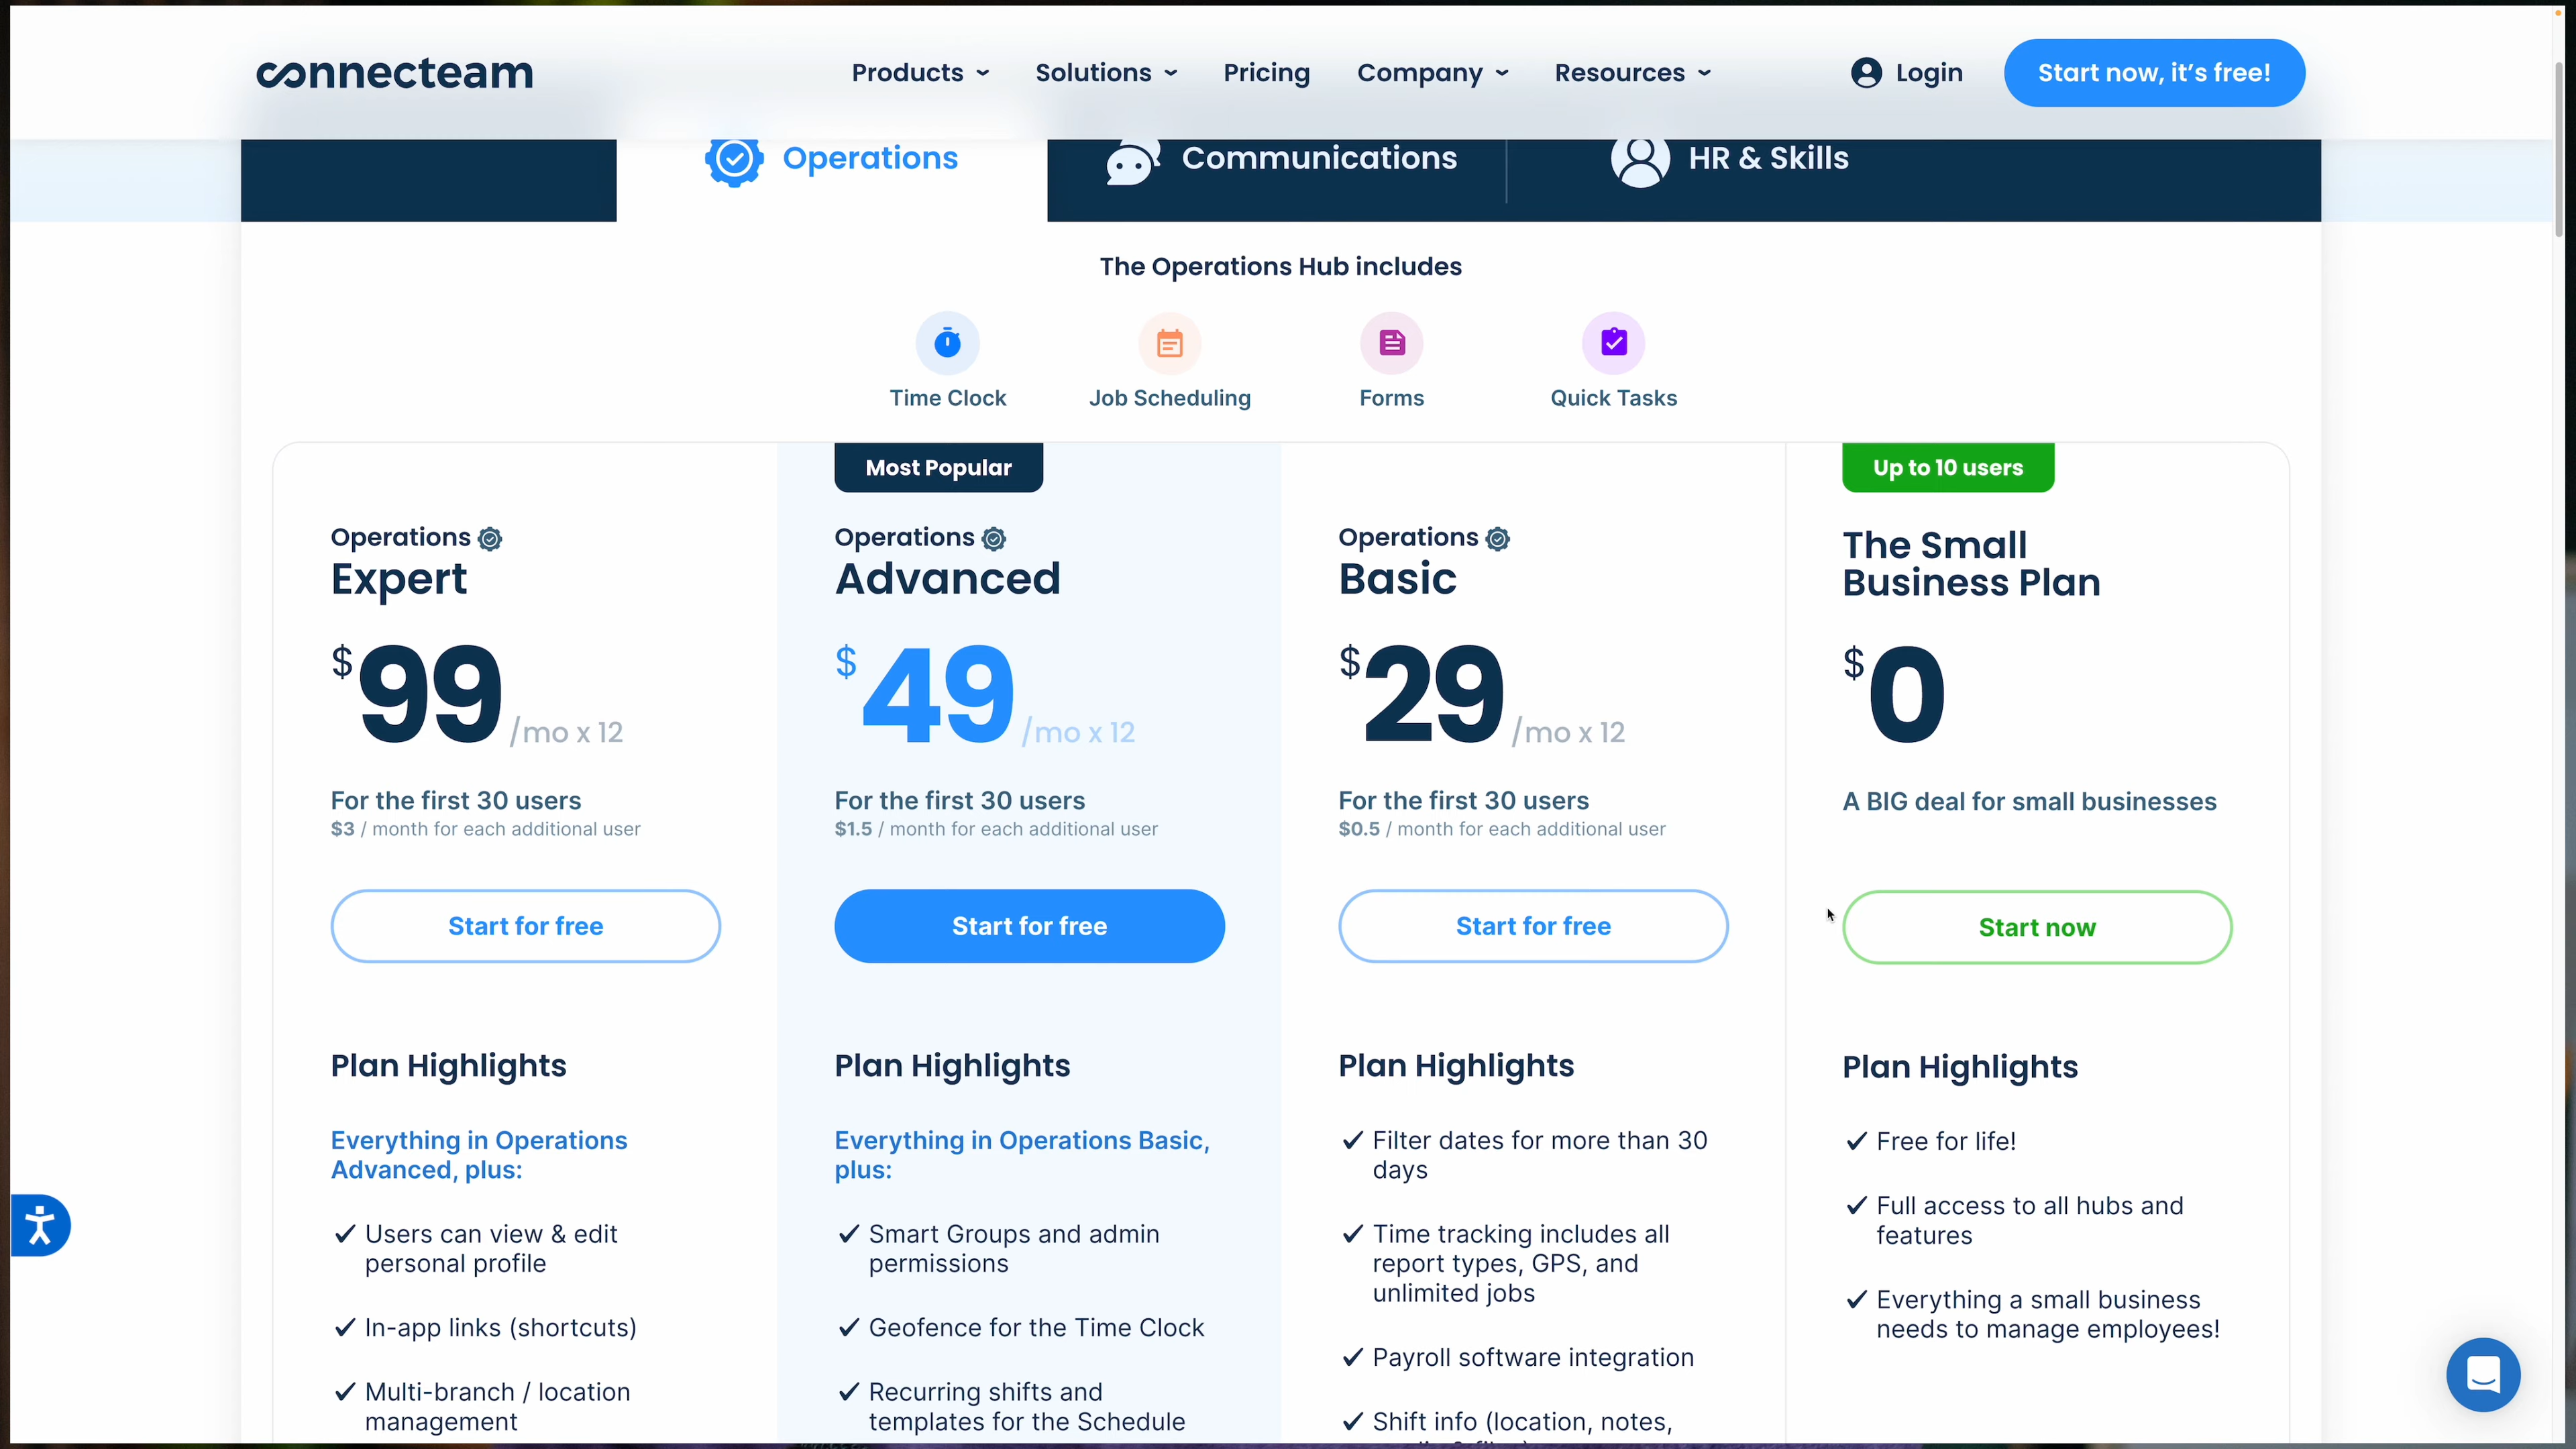 connecteam
Products
Solutions
Pricing
Company
Resources
Login
Start now, it’s free!
Operations
Communications
HR & Skills
The Operations Hub includes
Time Clock
Job Scheduling
Forms
Quick Tasks
Operations
Expert
$99/mo x 12
For the first 30 users
$3 / month for each additional user
Start for free
Plan Highlights
Everything in Operations
Advanced, plus:
Users can view & edit
personal profile
In-app links (shortcuts)
Multi-branch / location
management
Most Popular
Operations
Advanced
$49/mo x 12
For the first 30 users
$1.5 / month for each additional user
Start for free
Plan Highlights
Everything in Operations Basic,
plus:
Smart Groups and admin
permissions
Geofence for the Time Clock
Recurring shifts and
templates for the Schedule
Operations
Basic
$29/mo x 12
For the first 30 users
$0.5 / month for each additional user
Start for free
Plan Highlights
Filter dates for more than 30
days
Time tracking includes all
report types, GPS, and
unlimited jobs
Payroll software integration
Shift info (location, notes,
Up to 10 users
The Small
Business Plan
$0
A BIG deal for small businesses
Start now
Plan Highlights
Free for life!
Full access to all hubs and
features
Everything a small business
needs to manage employees!